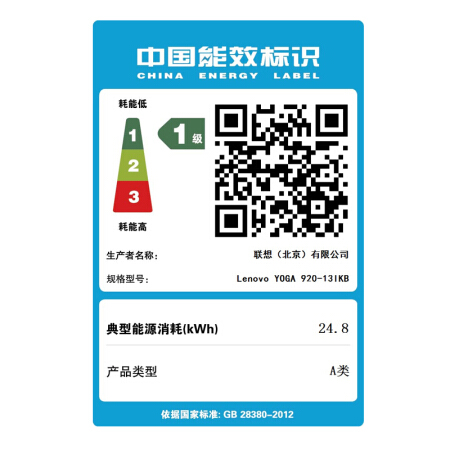 中国能效标识
CHINA ENERGY LABEL
耗能低
1
2
3
1级
耗能高
生产者名称： 联想（北京）有限公司
规格型号： Lenovo YOGA 920-13IKB
典型能源消耗(kWh) 24.8
产品类型 A类
依据国家标准: GB 28380-2012